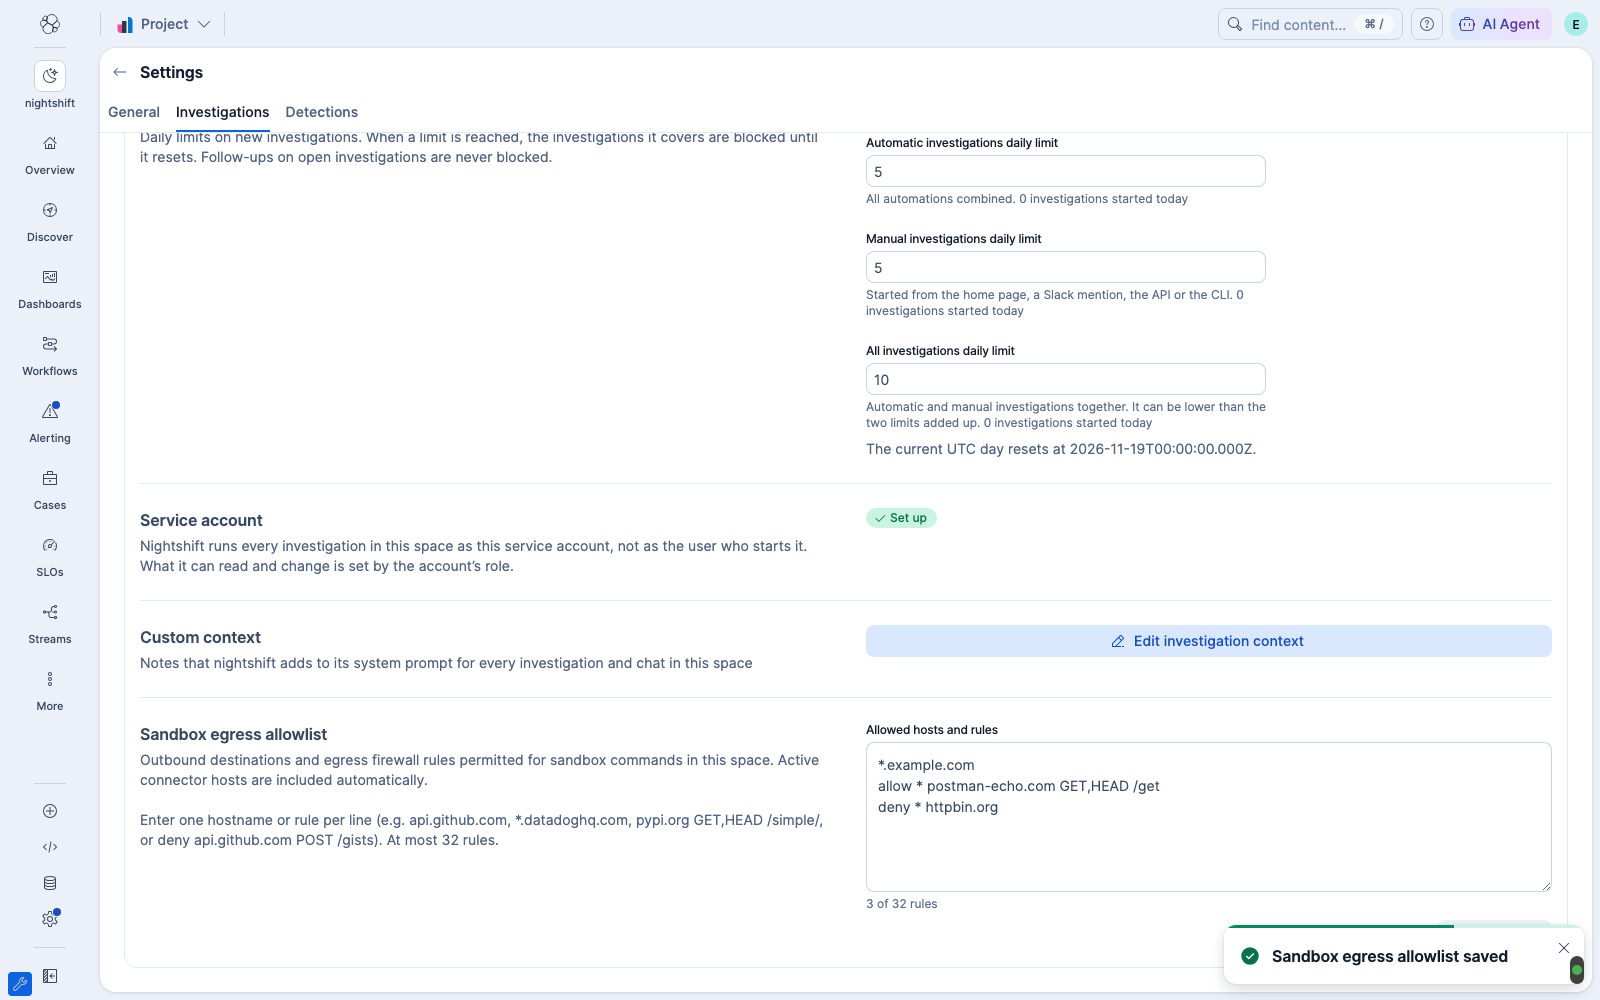 Project
Find content...
⌘ /
AI Agent
E
nightshift
Overview
Discover
Dashboards
Workflows
Alerting
Cases
SLOs
Streams
More
Settings
General
Investigations
Detections
Daily limits on new investigations. When a limit is reached, the investigations it covers are blocked until
it resets. Follow-ups on open investigations are never blocked.
Automatic investigations daily limit
5
All automations combined. 0 investigations started today
Manual investigations daily limit
5
Started from the home page, a Slack mention, the API or the CLI. 0
investigations started today
All investigations daily limit
10
Automatic and manual investigations together. It can be lower than the
two limits added up. 0 investigations started today
The current UTC day resets at 2026-11-19T00:00:00.000Z.
Service account
Nightshift runs every investigation in this space as this service account, not as the user who starts it.
What it can read and change is set by the account’s role.
Set up
Custom context
Notes that nightshift adds to its system prompt for every investigation and chat in this space
Edit investigation context
Sandbox egress allowlist
Outbound destinations and egress firewall rules permitted for sandbox commands in this space. Active
connector hosts are included automatically.
Enter one hostname or rule per line (e.g. api.github.com, *.datadoghq.com, pypi.org GET,HEAD /simple/,
or deny api.github.com POST /gists). At most 32 rules.
Allowed hosts and rules
*.example.com
allow * postman-echo.com GET,HEAD /get
deny * httpbin.org
3 of 32 rules
Sandbox egress allowlist saved